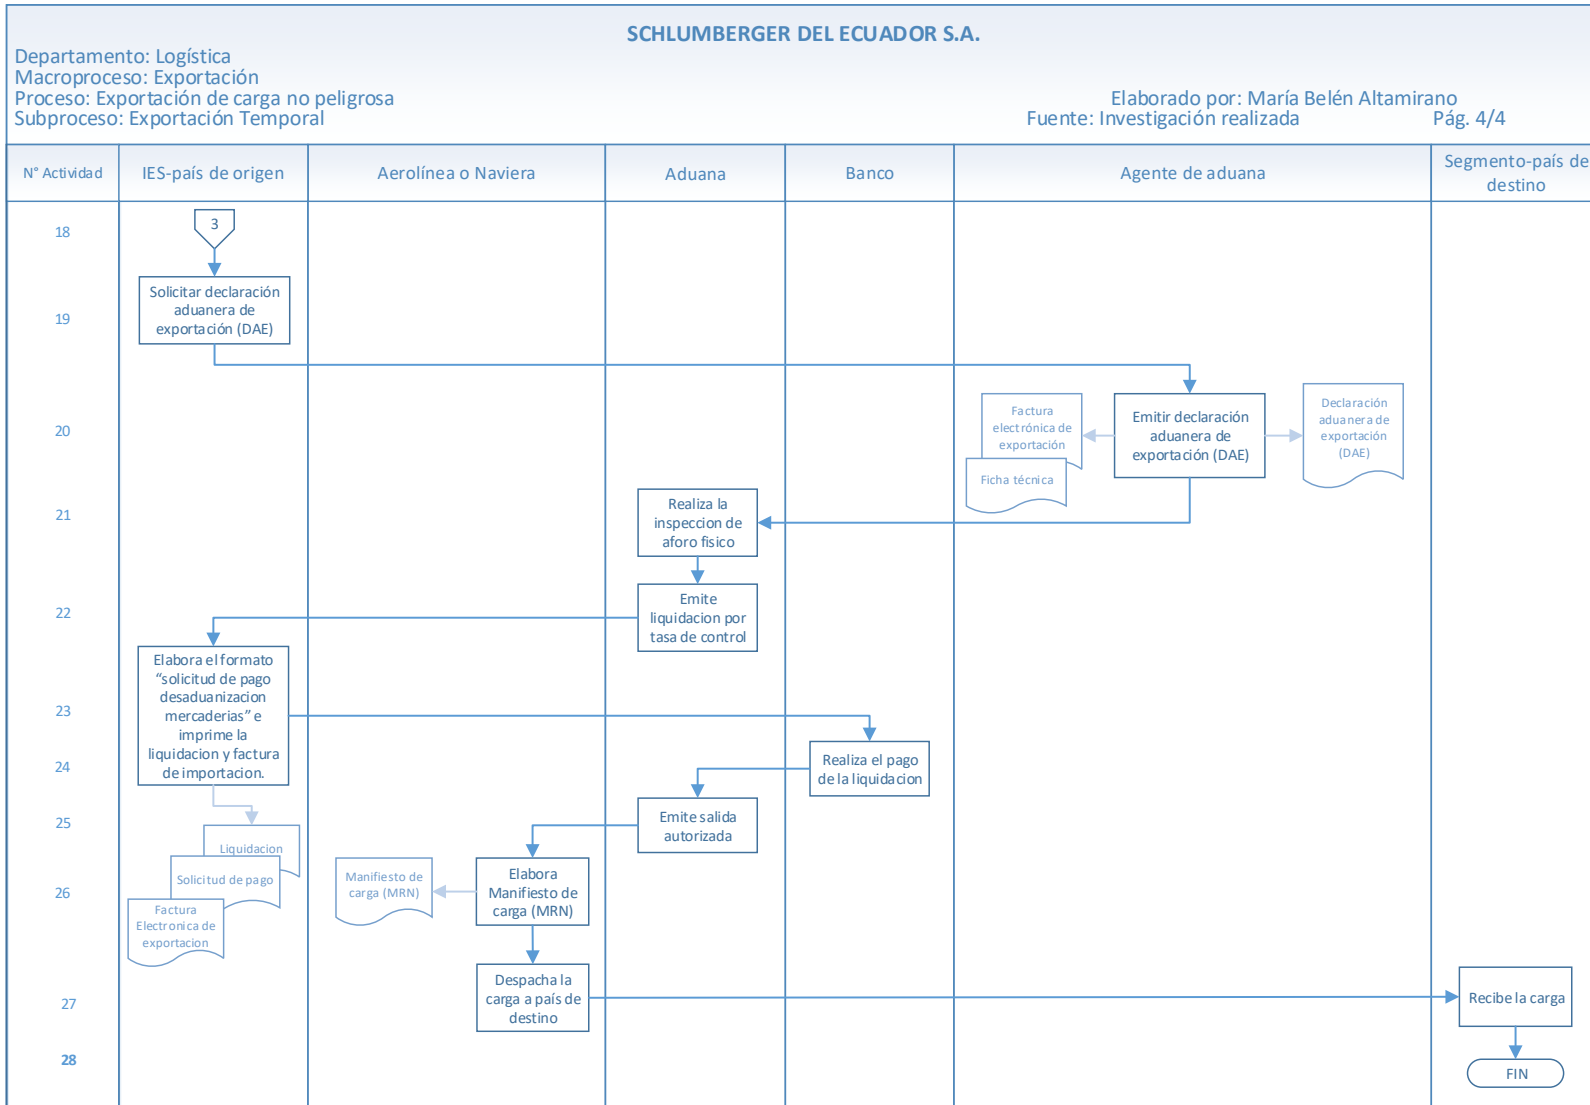 SCHLUMBERGER DEL ECUADOR S.A.
Departamento: Logística
Macroproceso: Exportación
Proceso: Exportación de carga no peligrosa
Subproceso: Exportación Temporal
Elaborado por: María Belén Altamirano
Fuente: Investigación realizada
Pág. 4/4
N° Actividad
IES-país de origen
Aerolínea o Naviera
Aduana
Banco
Agente de aduana
Segmento-país de
destino
18
3
19
Solicitar declaración
aduanera de
exportación (DAE)
20
Factura
electrónica de
exportación
Ficha técnica
Emitir declaración
aduanera de
exportación (DAE)
Declaración
aduanera de
exportación
(DAE)
21
Realiza la
inspeccion de
aforo fisico
22
Emite
liquidacion por
tasa de control
23
Elabora el formato
“solicitud de pago
desaduanizacion
mercaderias” e
imprime la
liquidacion y factura
de importacion.
24
Realiza el pago
de la liquidacion
25
Emite salida
autorizada
Liquidacion
Solicitud de pago
Factura
Electronica de
exportacion
26
Manifiesto de
carga (MRN)
Elabora
Manifiesto de
carga (MRN)
27
Despacha la
carga a país de
destino
Recibe la carga
28
FIN